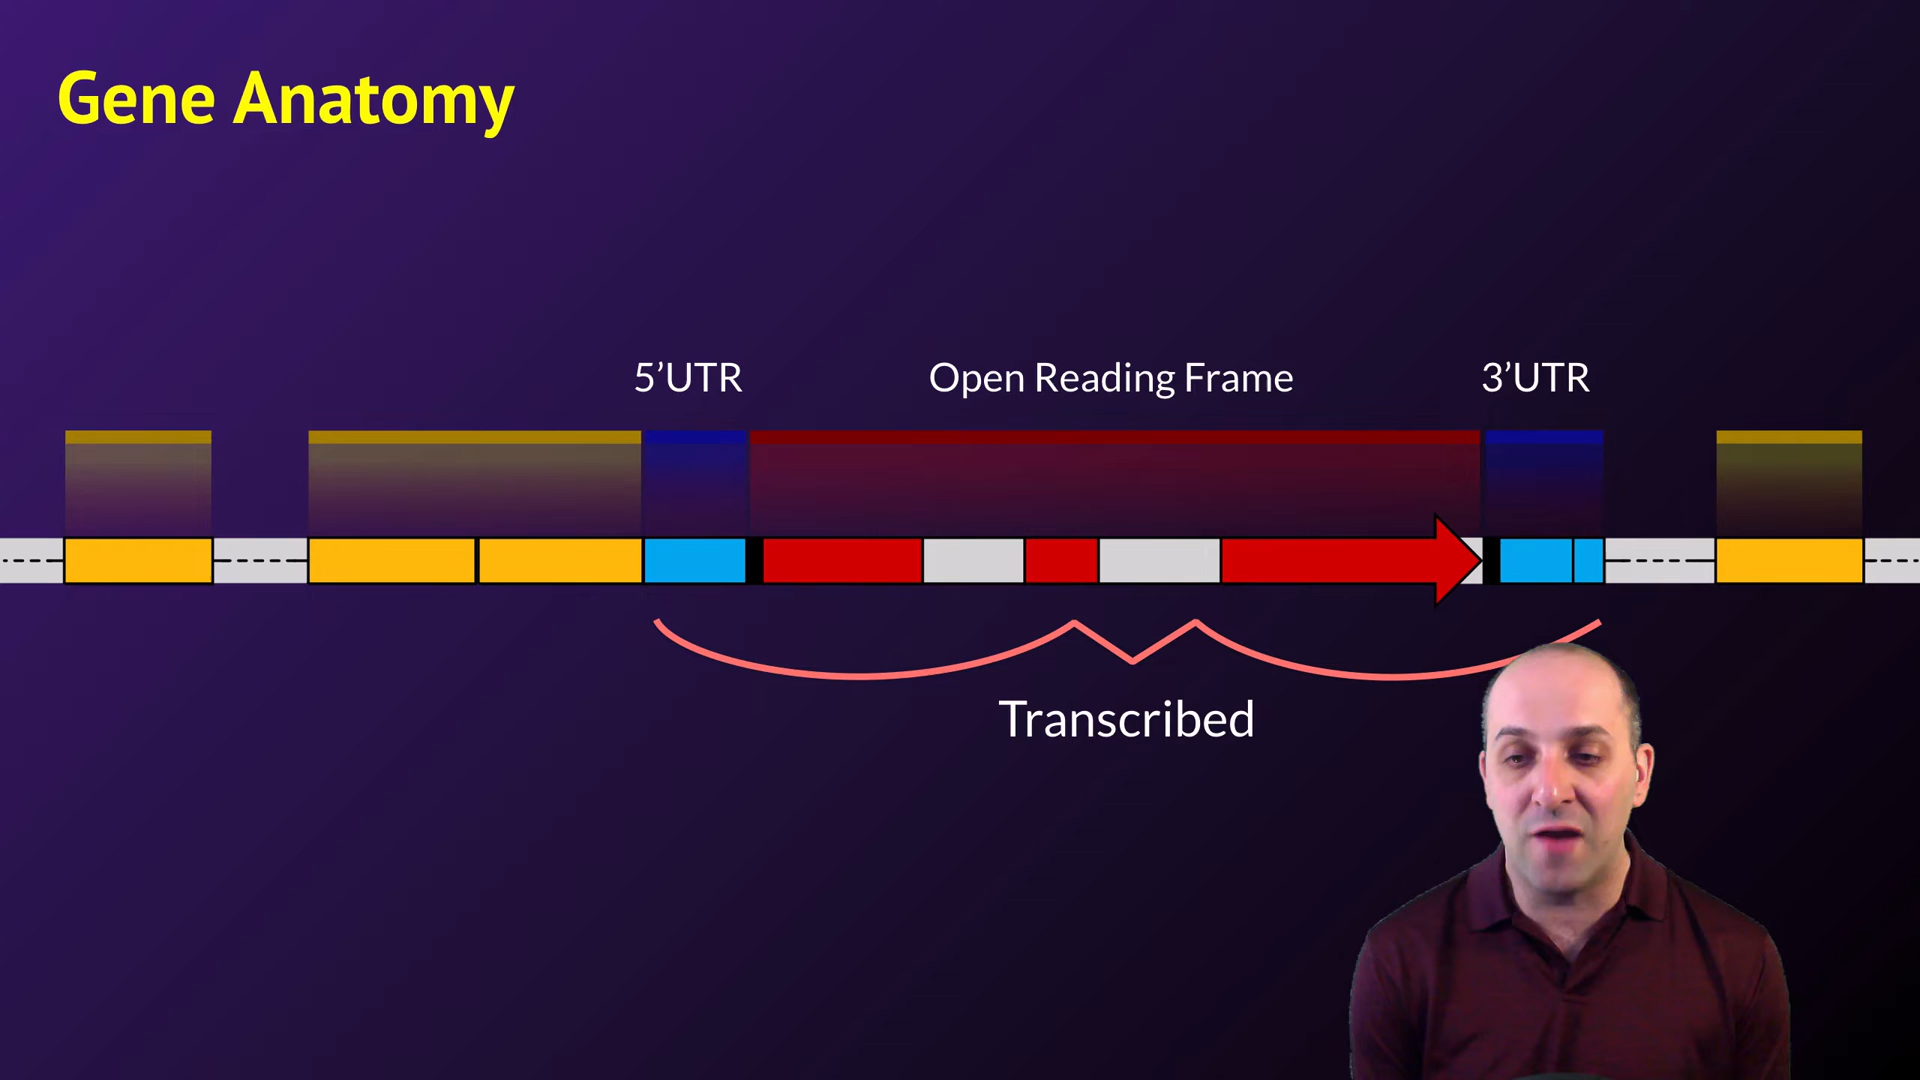 Gene Anatomy
5’UTR
Open Reading Frame
3’UTR
Transcribed